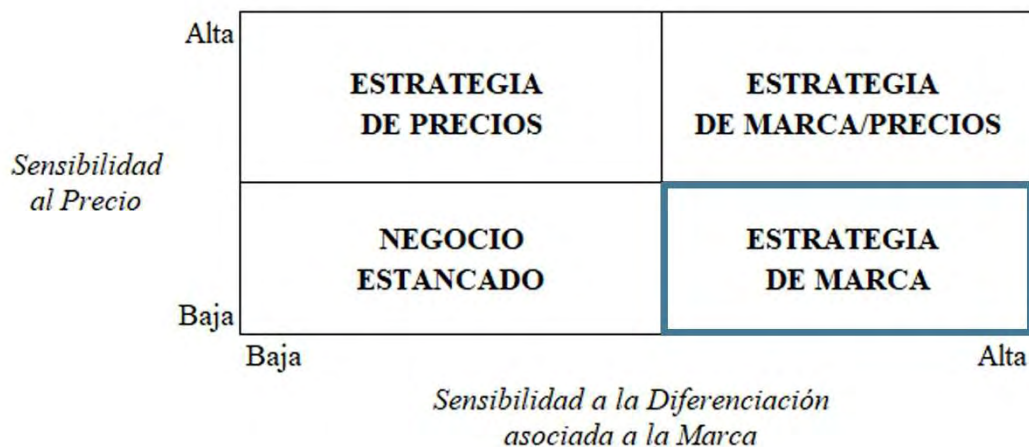 Alta
ESTRATEGIA
DE PRECIOS
ESTRATEGIA
DE MARCA/PRECIOS
Sensibilidad
al Precio
NEGOCIO
ESTANCADO
ESTRATEGIA
DE MARCA
Baja
Baja
Alta
Sensibilidad a la Diferenciación
asociada a la Marca